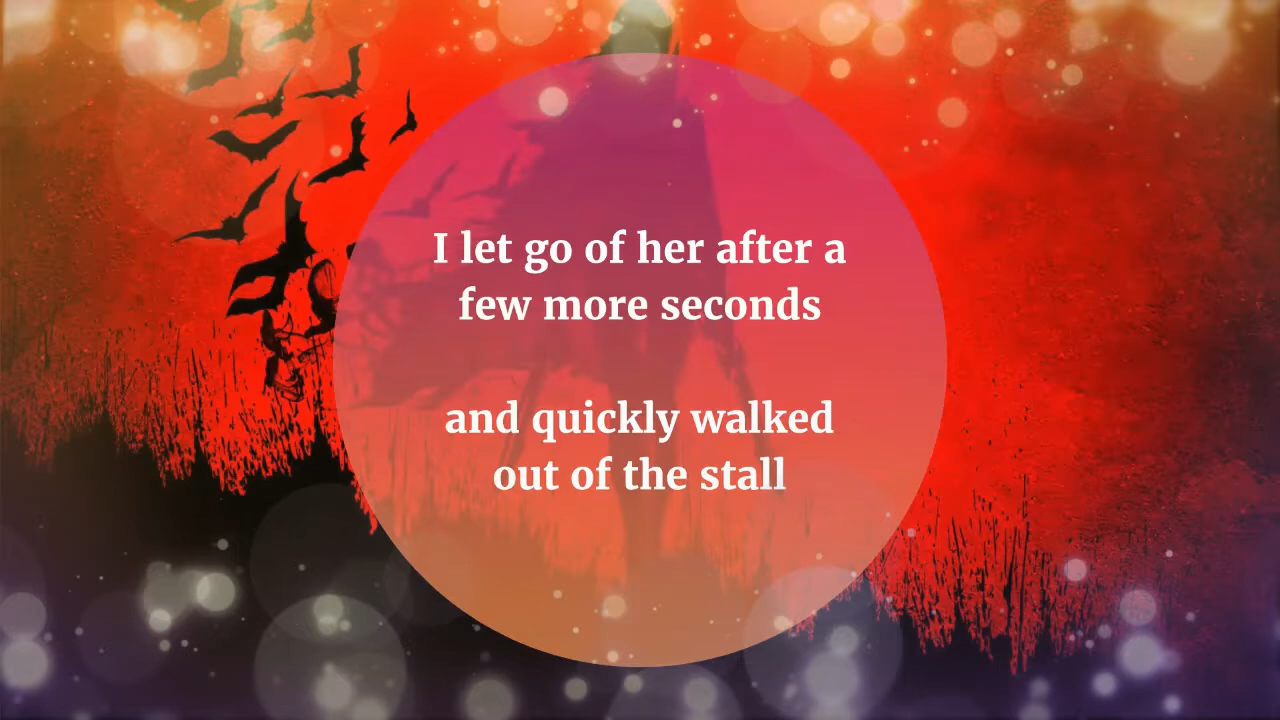 I let go of her after a
few more seconds
and quickly walked
out of the stall